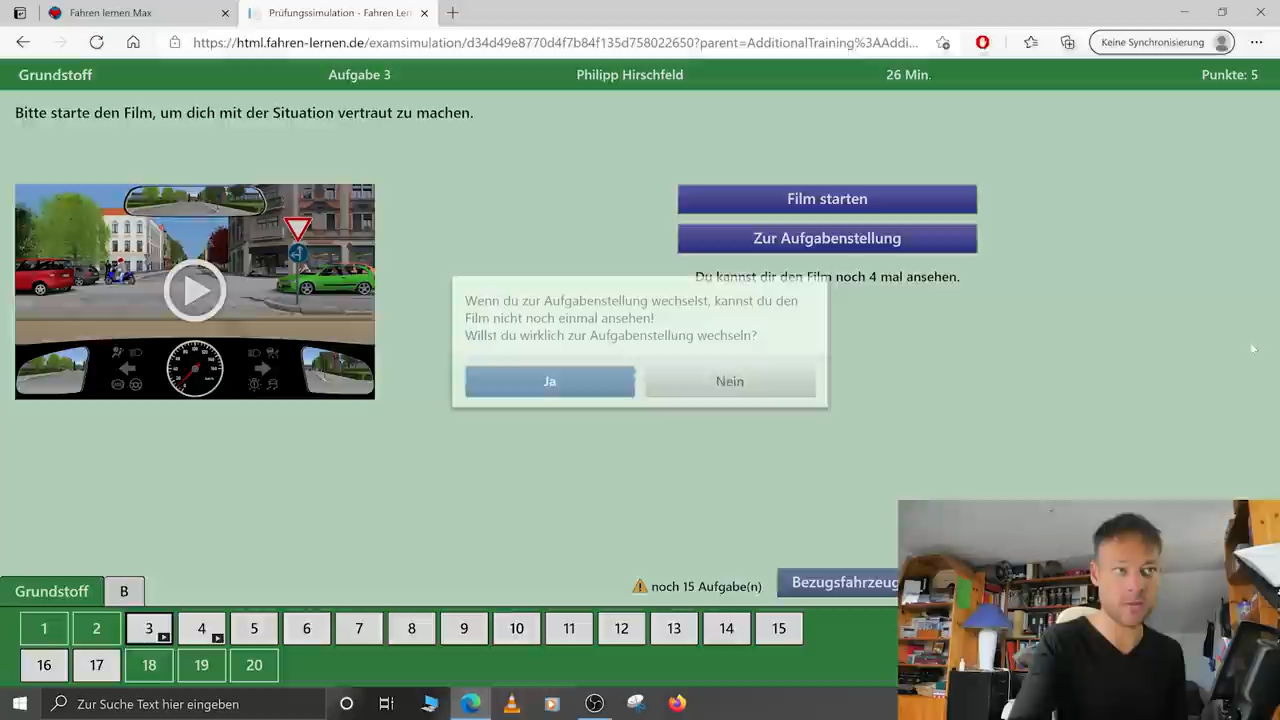 Fahren lernen Max
Prüfungssimulation - Fahren Ler
https://html.fahren-lernen.de/examsimulation/d34d49e8770d4f7b84f135d758022650?parent=AdditionalTraining%3AAddi...
Keine Synchronisierung
Grundstoff
Aufgabe 3
Philipp Hirschfeld
26 Min.
Punkte: 5
Bitte starte den Film, um dich mit der Situation vertraut zu machen.
Film starten
Zur Aufgabenstellung
Du kannst dir den Film noch 4 mal ansehen.
Wenn du zur Aufgabenstellung wechselst, kannst du den
Film nicht noch einmal ansehen!
Willst du wirklich zur Aufgabenstellung wechseln?
Ja
Nein
Grundstoff
B
noch 15 Aufgabe(n)
Bezugsfahrzeug
1 2 3 4 5 6 7 8 9 10 11 12 13 14 15
16 17 18 19 20
Zur Suche Text hier eingeben